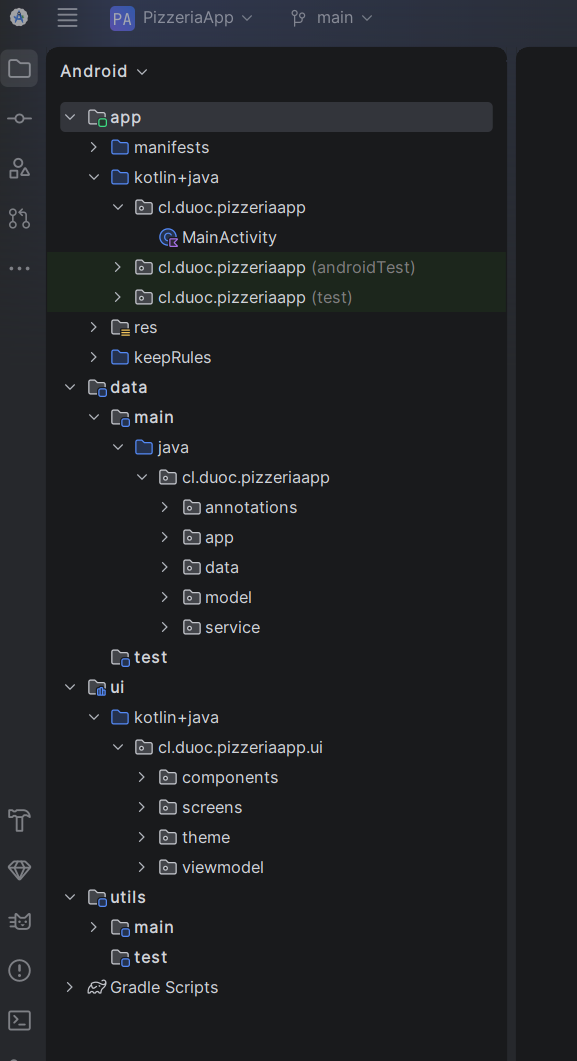 PA PizzeriaApp main
Android
app
manifests
kotlin+java
cl.duoc.pizzeriaapp
MainActivity
cl.duoc.pizzeriaapp (androidTest)
cl.duoc.pizzeriaapp (test)
res
keepRules
data
main
java
cl.duoc.pizzeriaapp
annotations
app
data
model
service
test
ui
kotlin+java
cl.duoc.pizzeriaapp.ui
components
screens
theme
viewmodel
utils
main
test
Gradle Scripts